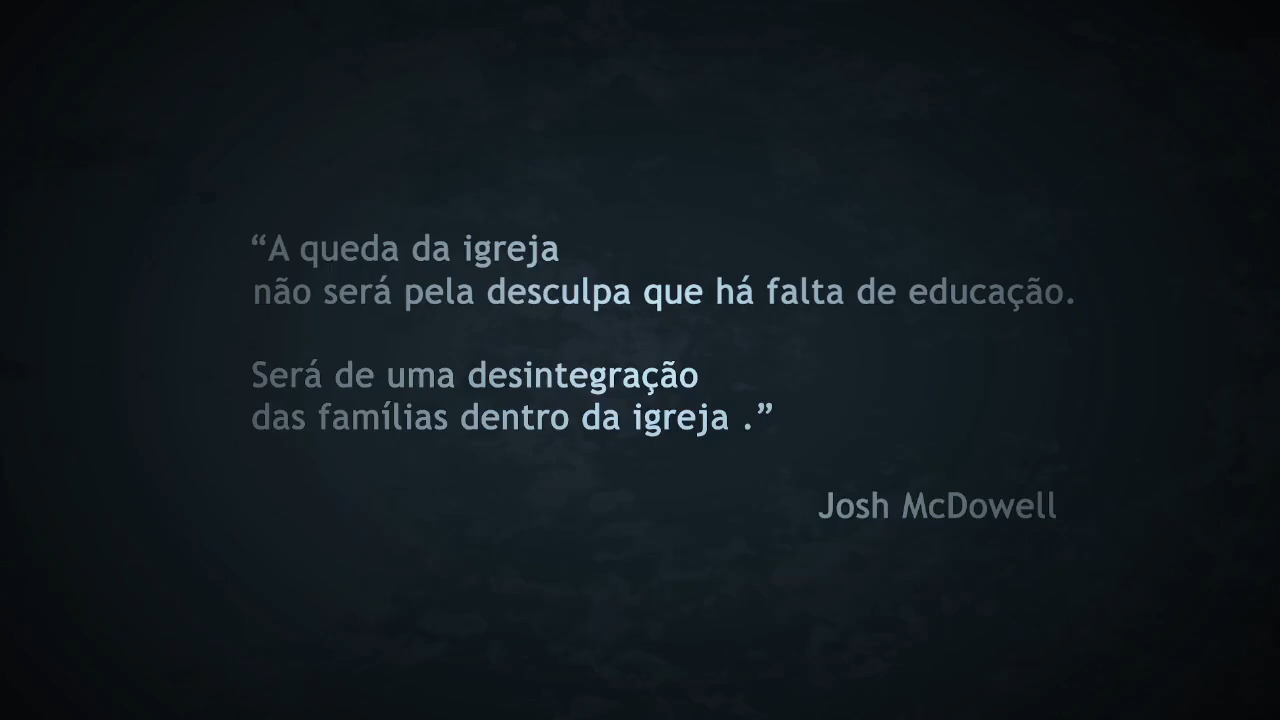 “A queda da igreja
não será pela desculpa que há falta de educação.
Será de uma desintegração
das famílias dentro da igreja .”
Josh McDowell